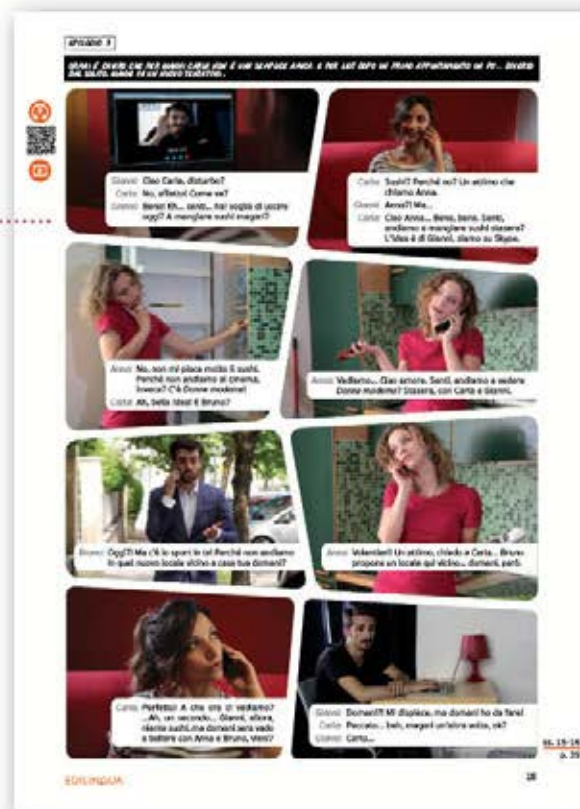 EPISODIO 3
Gianni: Ciao Carla, disturbo?
Carla: No, affatto! Come va?
Gianni: Bene! Eh... senti... hai voglia di uscire
oggi? A mangiare sushi magari?
Carla: Sushi? Perché no? Un attimo che
chiamo Anna.
Gianni: Anna?! Ma...
Carla: Ciao Anna... Bene, bene. Senti,
andiamo a mangiare sushi stasera?
L'idea è di Gianni, siamo su Skype.
Anna: No, non mi piace molto il sushi.
Perché non andiamo al cinema,
invece? C'è Donne moderne!
Carla: Ah, bella idea! E Bruno?
Anna: Vediamo... Ciao amore. Senti, andiamo a vedere
Donne moderne? Stasera, con Carla e Gianni.
Bruno: Oggi?! Ma c'è lo sport in tv! Perché non andiamo
in quel nuovo locale vicino a casa tua domani?
Anna: Volentieri! Un attimo, chiedo a Carla... Bruno
propone un locale qui vicino... domani, però.
Carla: Perfetto! A che ora ci vediamo?
...Ah, un secondo... Gianni, allora,
niente sushi, ma domani sera vado
a ballare con Anna e Bruno, vieni?
Gianni: Domani?! Mi dispiace, ma domani ho da fare!
Carla: Peccato... beh, magari un'altra volta, ok?
Gianni: Carla...
es. 15-16
p. 35
EDILINGUA